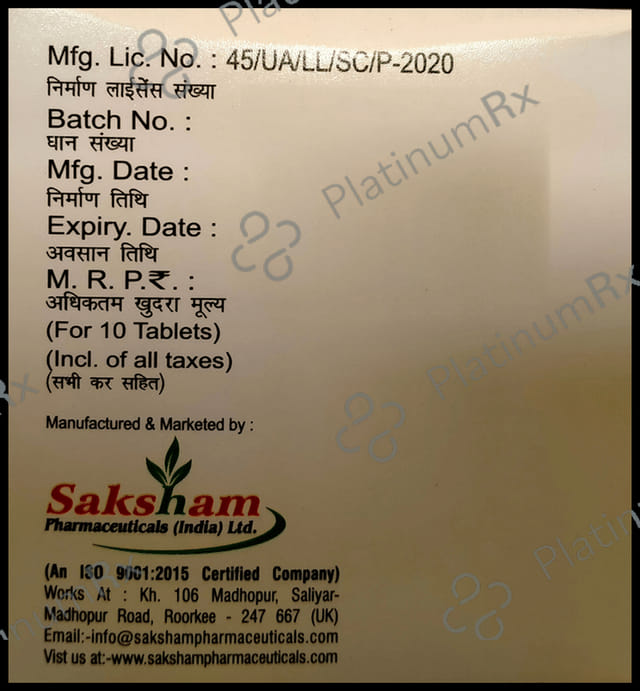 Mfg. Lic. No. : 45/UA/LL/SC/P-2020
निर्माण लाईसेंस संख्या
Batch No. :
घान संख्या
Mfg. Date :
निर्माण तिथि
Expiry. Date :
अवसान तिथि
M. R. P.₹. :
अधिकतम खुदरा मूल्य
(For 10 Tablets)
(Incl. of all taxes)
(सभी कर सहित)
Manufactured & Marketed by :
Saksham
Pharmaceuticals (India) Ltd.
(An ISO 9001:2015 Certified Company)
Works At : Kh. 106 Madhopur, Saliyar-
Madhopur Road, Roorkee - 247 667 (UK)
Email:-info@sakshampharmaceuticals.com
Vist us at:-www.sakshampharmaceuticals.com
PlatinumRx
PlatinumRx
PlatinumRx